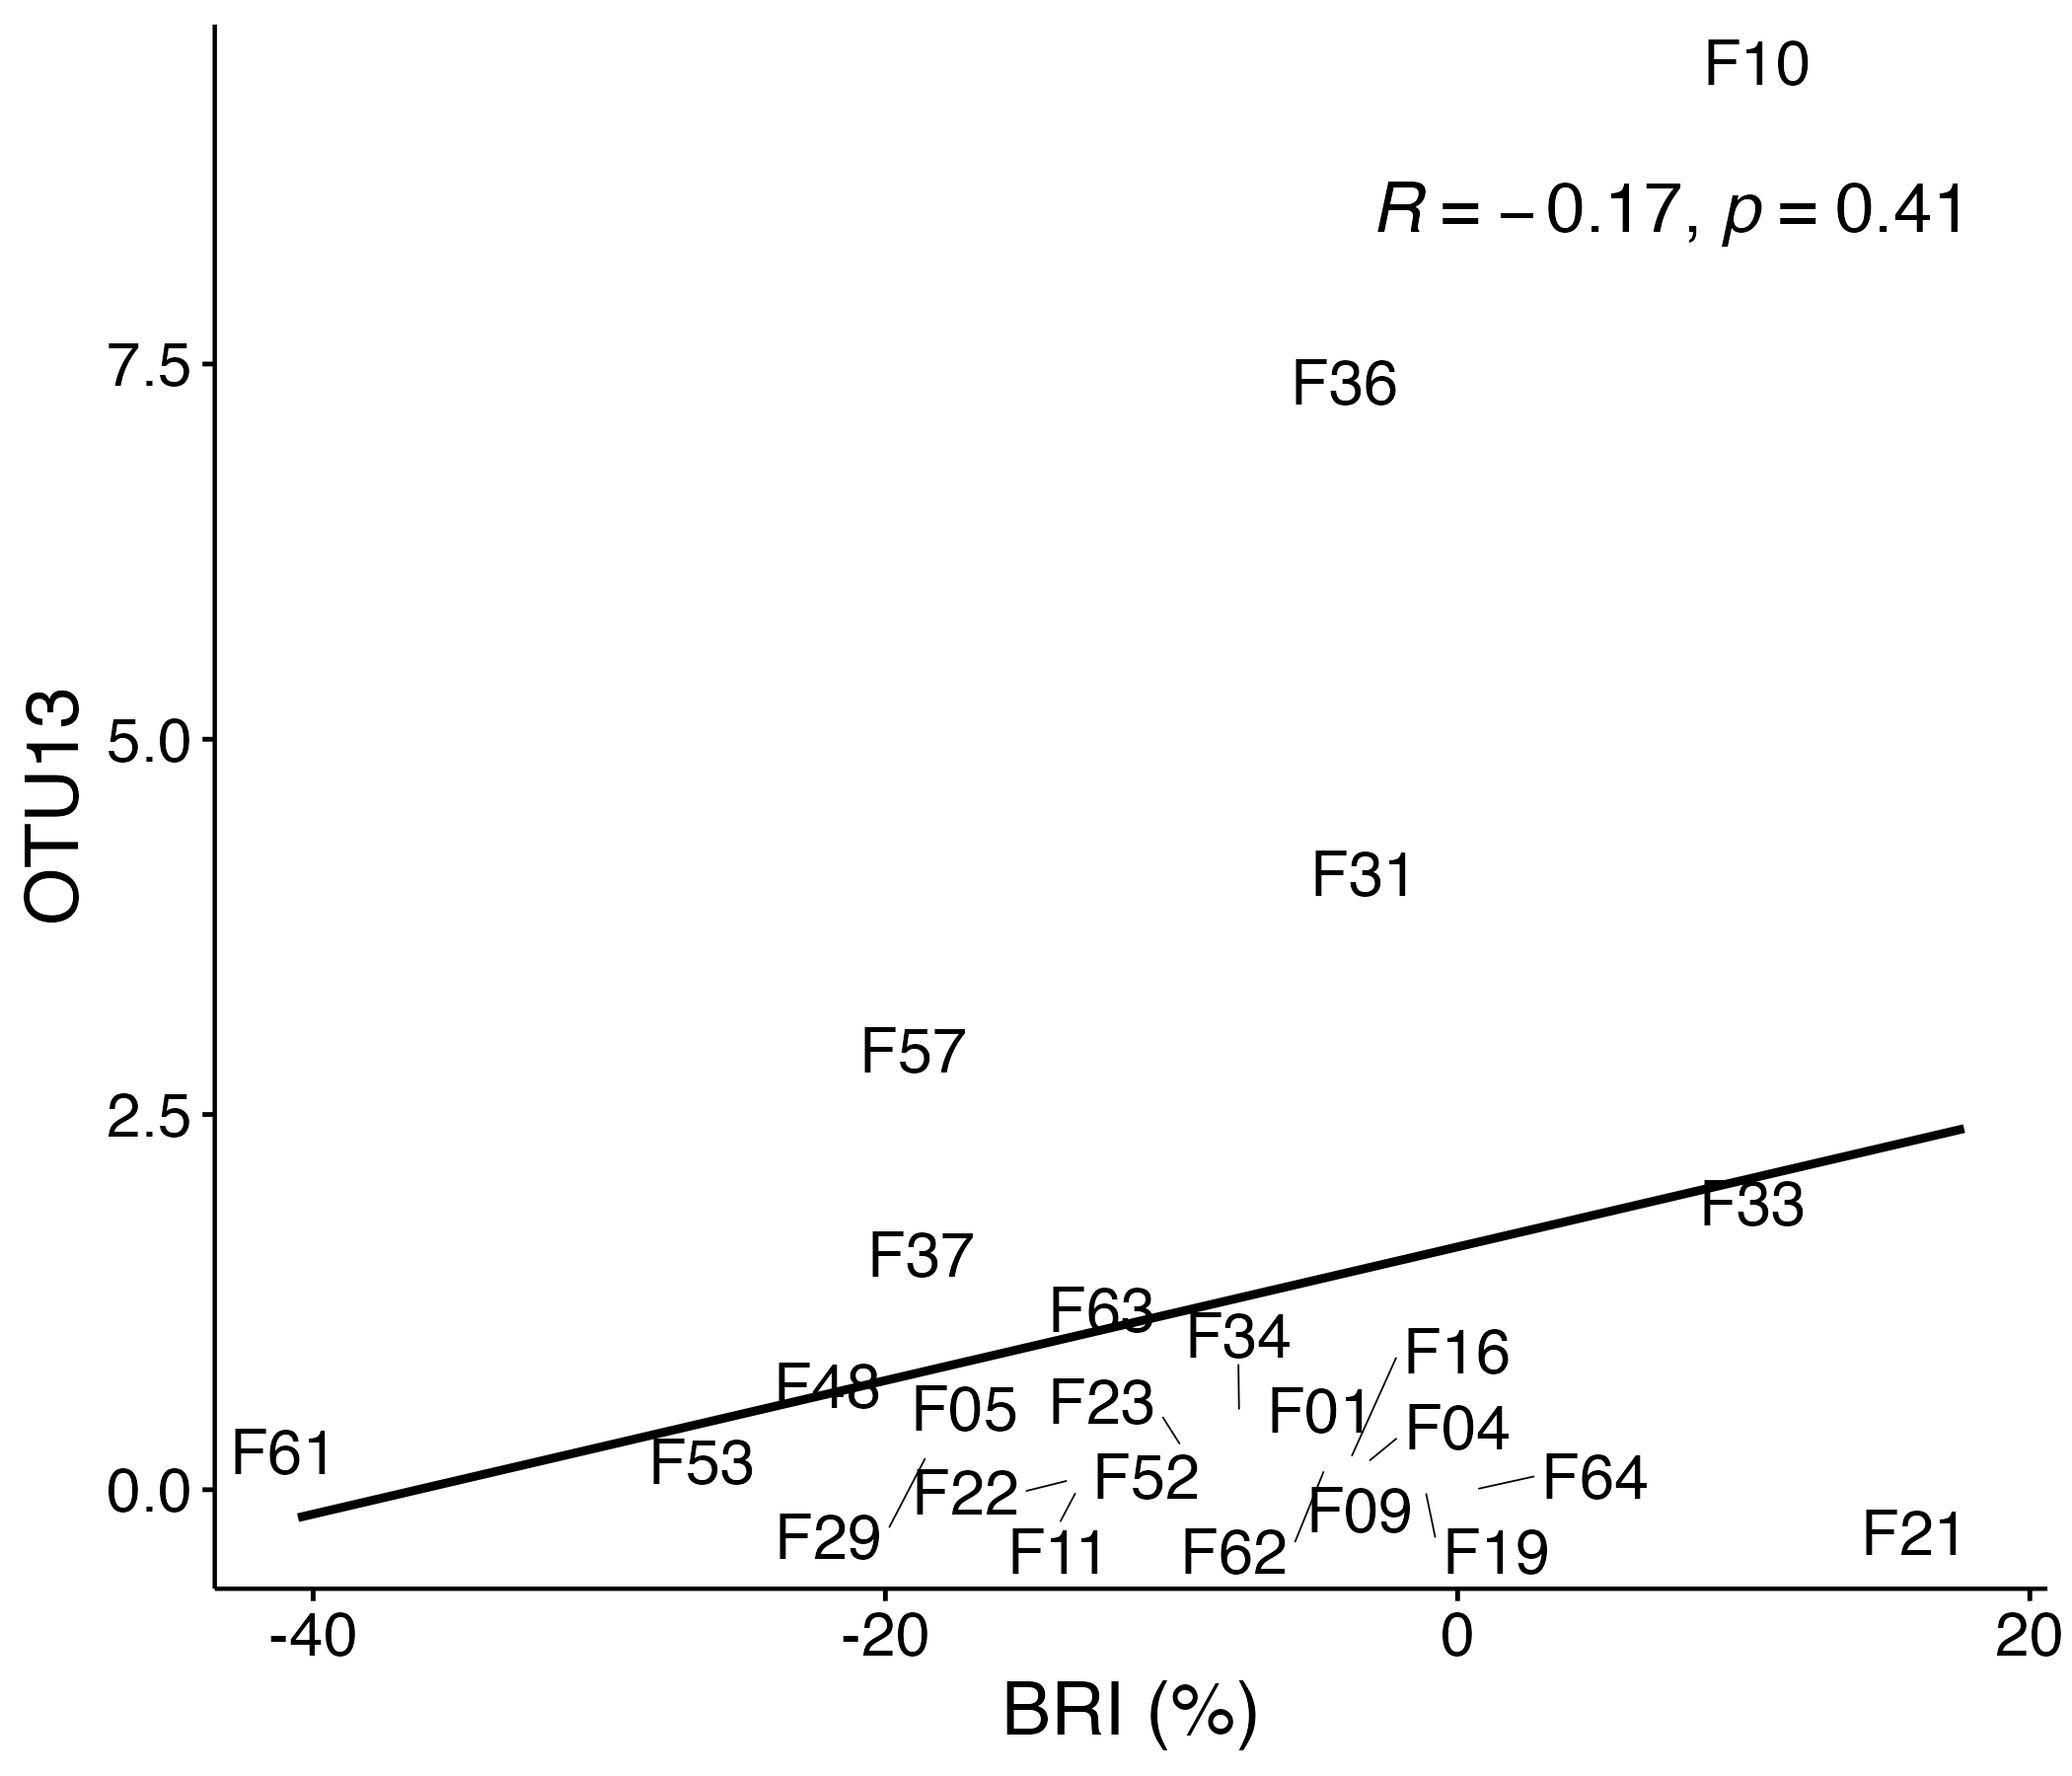 F10
R = −0.17, p = 0.41
7.5
F36
5.0
OTU13
F31
F57
2.5
F33
F37
F63
F34
F16
F48
F05
F23
F01
F04
F61
F53
F52
F64
0.0
F22
F09
F29
F11
F62
F19
F21
-40
-20
0
20
BRI (%)